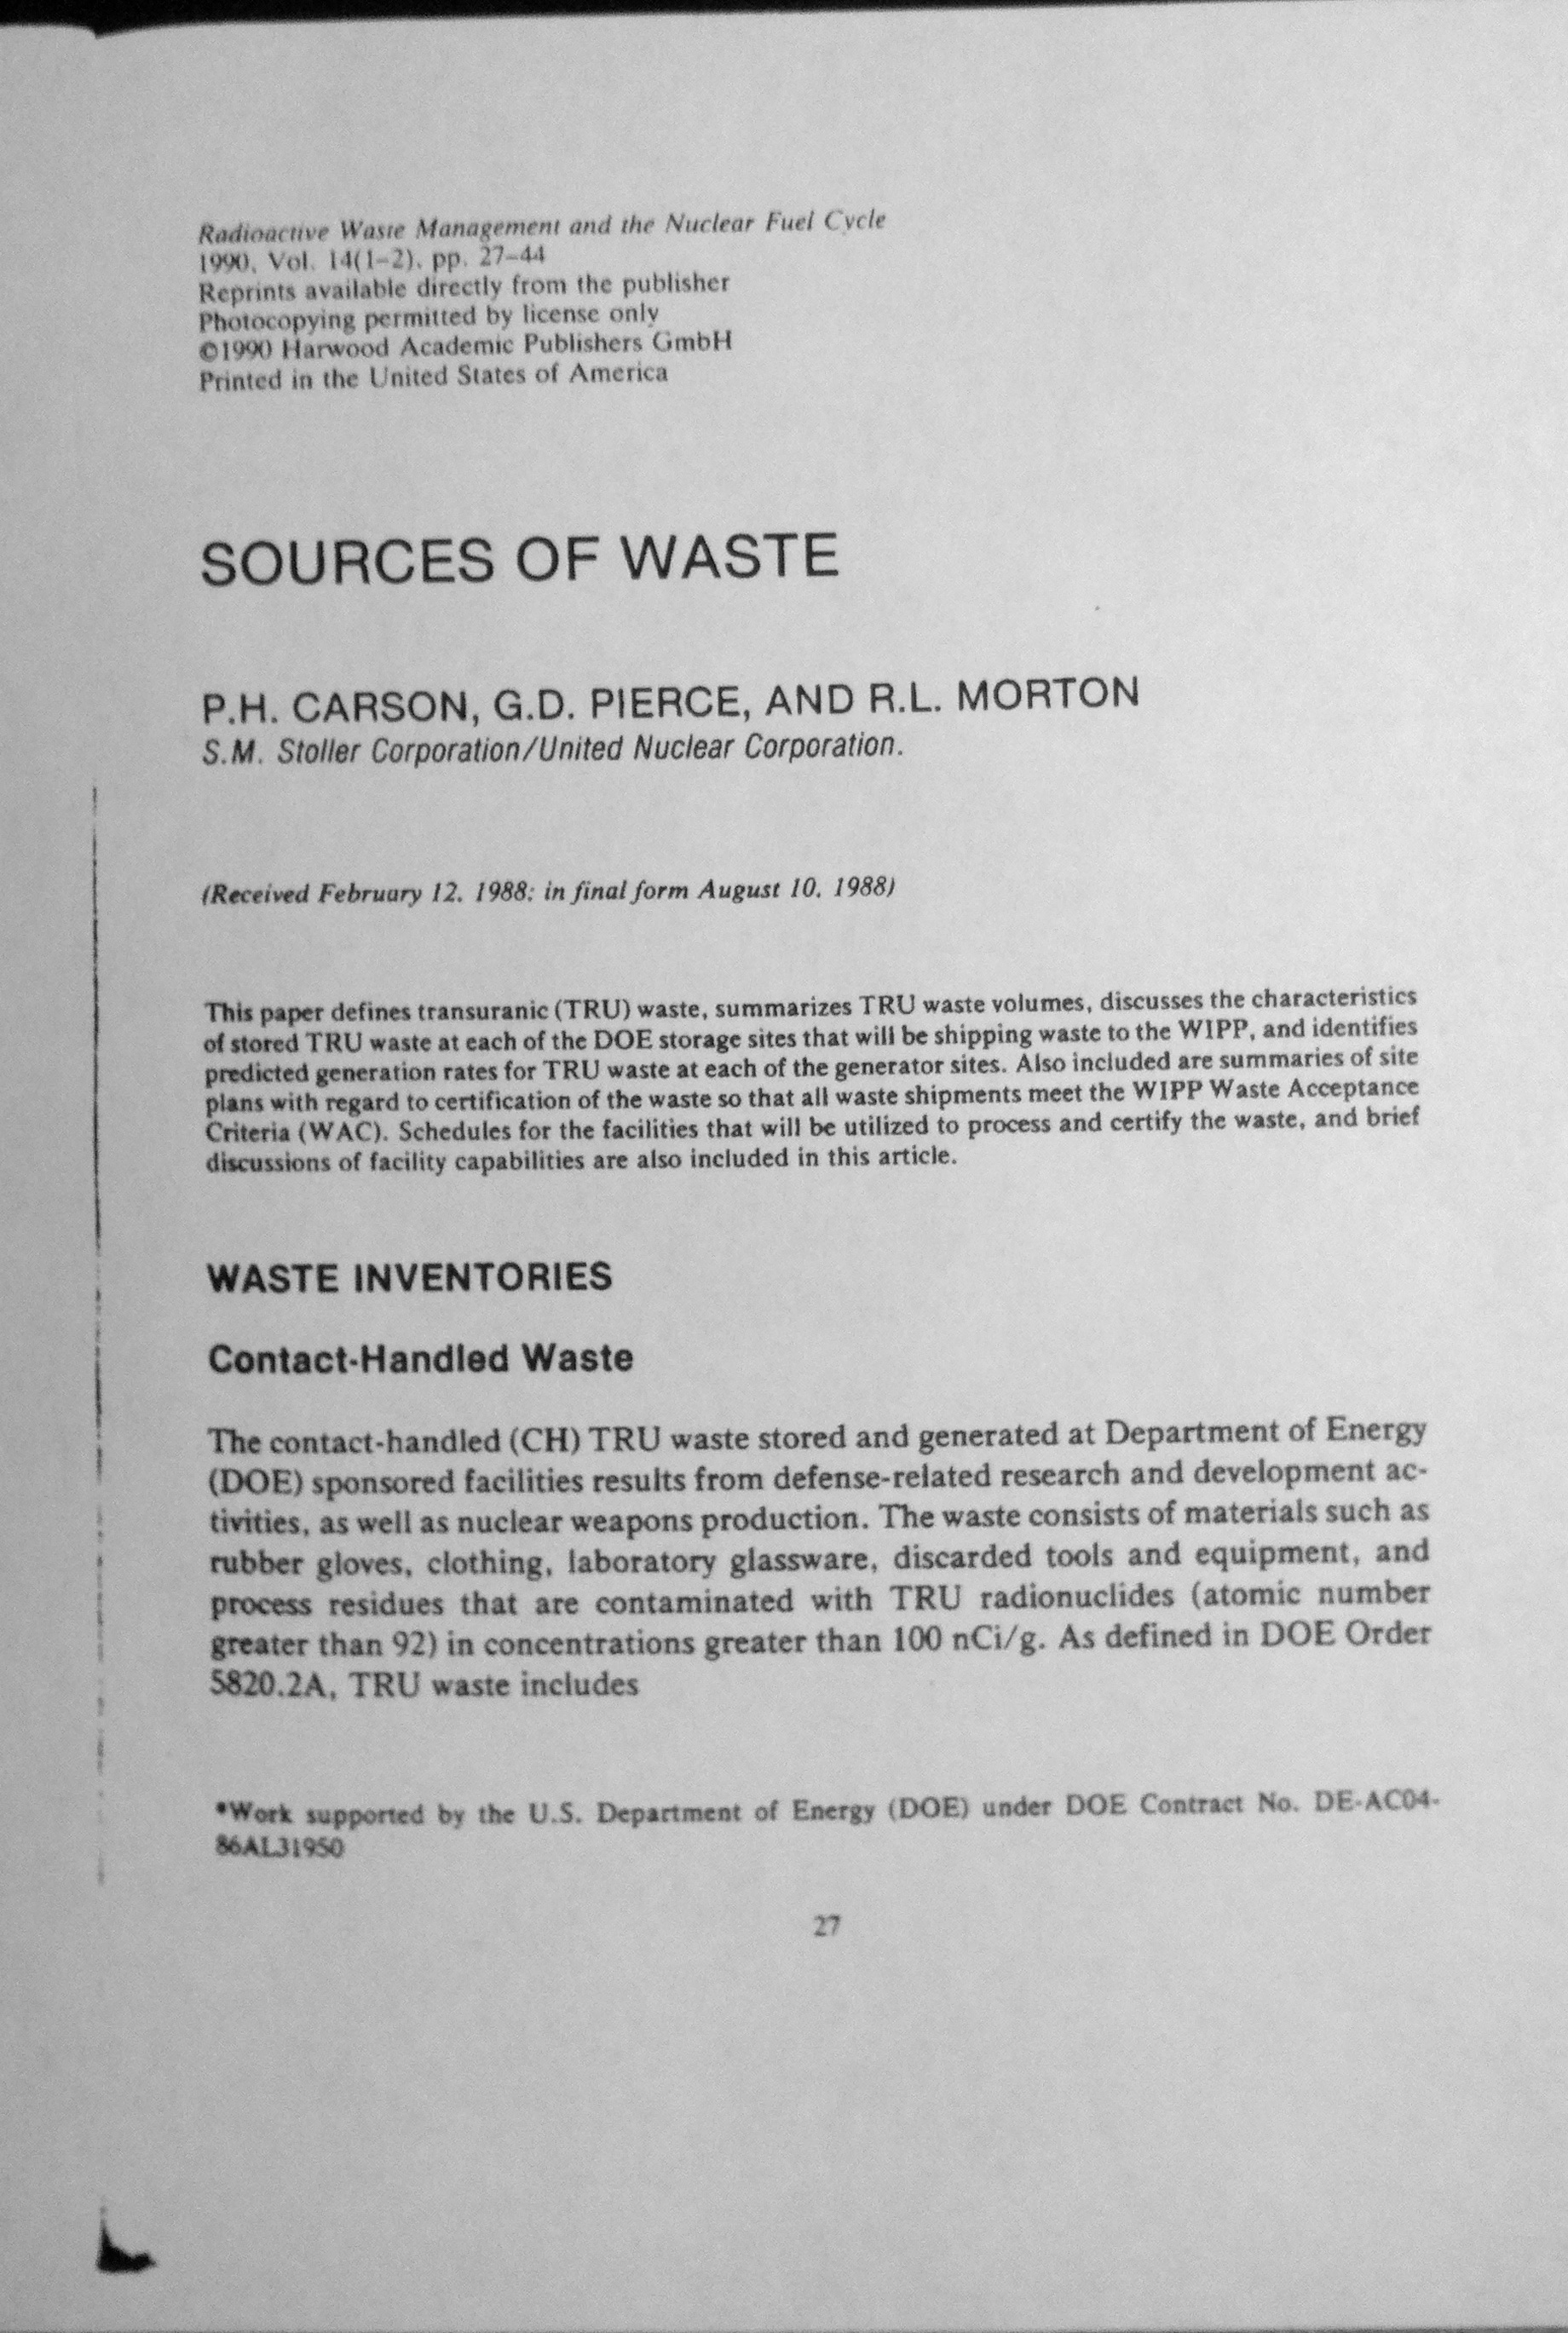 Radioactive Waste Management and the Nuclear Fuel Cycle
1990, Vol. 14(1–2), pp. 27–44
Reprints available directly from the publisher
Photocopying permitted by license only
©1990 Harwood Academic Publishers GmbH
Printed in the United States of America
SOURCES OF WASTE
P.H. CARSON, G.D. PIERCE, AND R.L. MORTON
S.M. Stoller Corporation/United Nuclear Corporation.
(Received February 12, 1988; in final form August 10, 1988)
This paper defines transuranic (TRU) waste, summarizes TRU waste volumes, discusses the characteristics
of stored TRU waste at each of the DOE storage sites that will be shipping waste to the WIPP, and identifies
predicted generation rates for TRU waste at each of the generator sites. Also included are summaries of site
plans with regard to certification of the waste so that all waste shipments meet the WIPP Waste Acceptance
Criteria (WAC). Schedules for the facilities that will be utilized to process and certify the waste, and brief
discussions of facility capabilities are also included in this article.
WASTE INVENTORIES
Contact-Handled Waste
The contact-handled (CH) TRU waste stored and generated at Department of Energy
(DOE) sponsored facilities results from defense-related research and development ac-
tivities, as well as nuclear weapons production. The waste consists of materials such as
rubber gloves, clothing, laboratory glassware, discarded tools and equipment, and
process residues that are contaminated with TRU radionuclides (atomic number
greater than 92) in concentrations greater than 100 nCi/g. As defined in DOE Order
5820.2A, TRU waste includes
*Work supported by the U.S. Department of Energy (DOE) under DOE Contract No. DE-AC04-
86AL31950
27